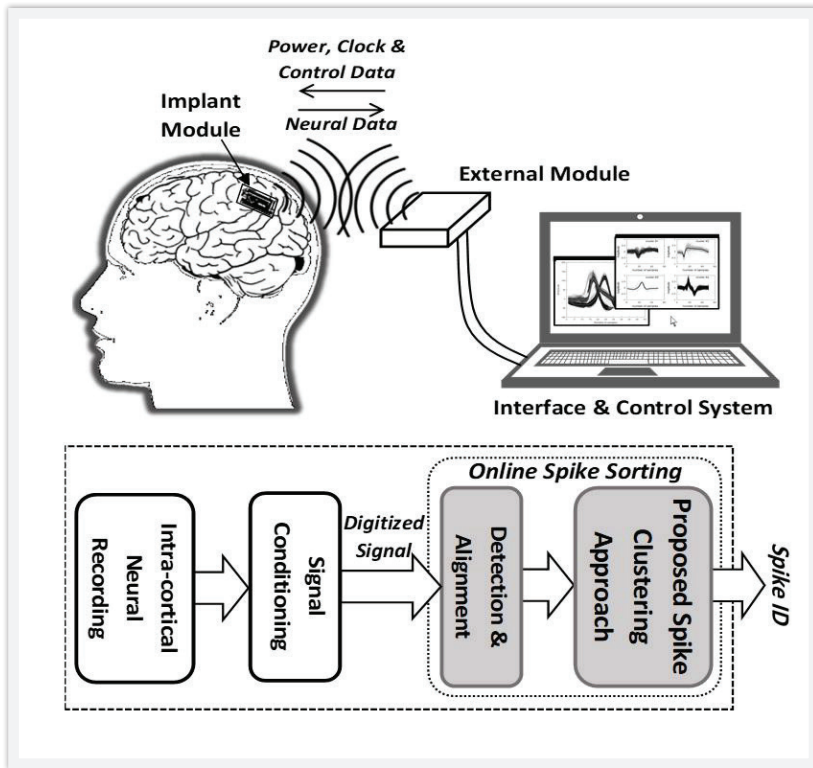 Power, Clock &
Control Data
Neural Data
Implant
Module
External Module
Interface & Control System
Online Spike Sorting
Intra-cortical
Neural
Recording
Signal
Conditioning
Digitized
Signal
Detection &
Alignment
Proposed Spike
Clustering
Approach
Spike ID